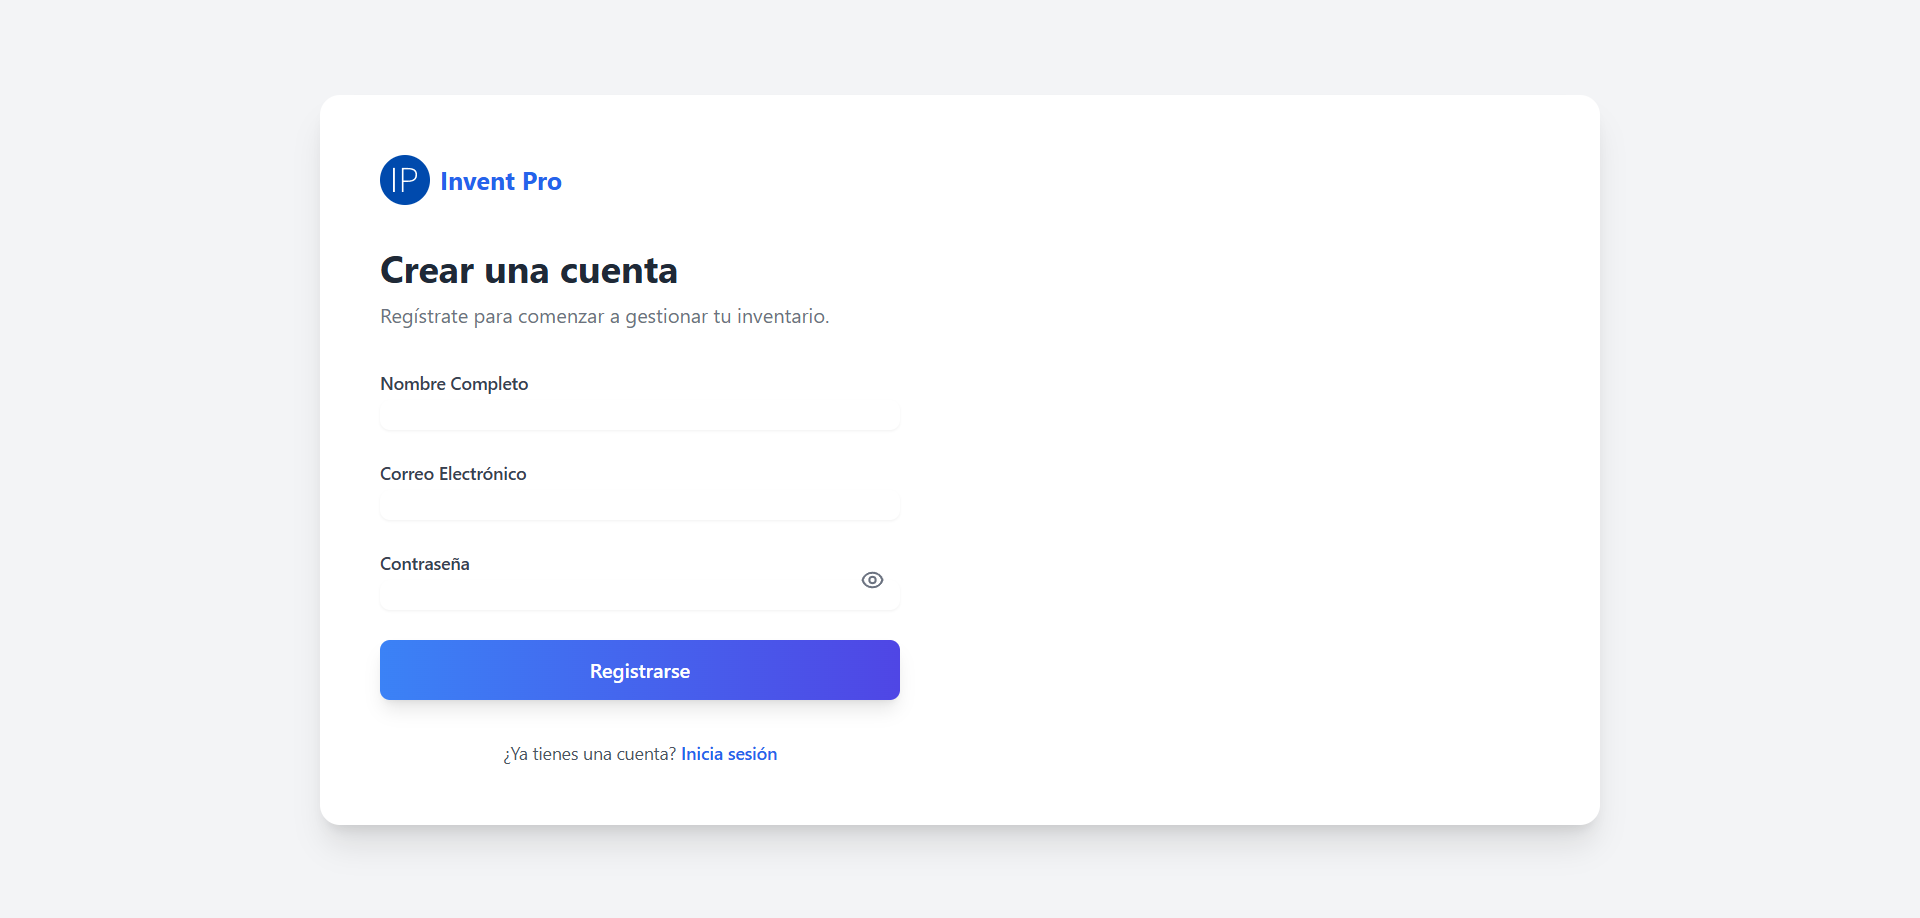 IP Invent Pro
Crear una cuenta
Regístrate para comenzar a gestionar tu inventario.
Nombre Completo
Correo Electrónico
Contraseña
Registrarse
¿Ya tienes una cuenta? Inicia sesión